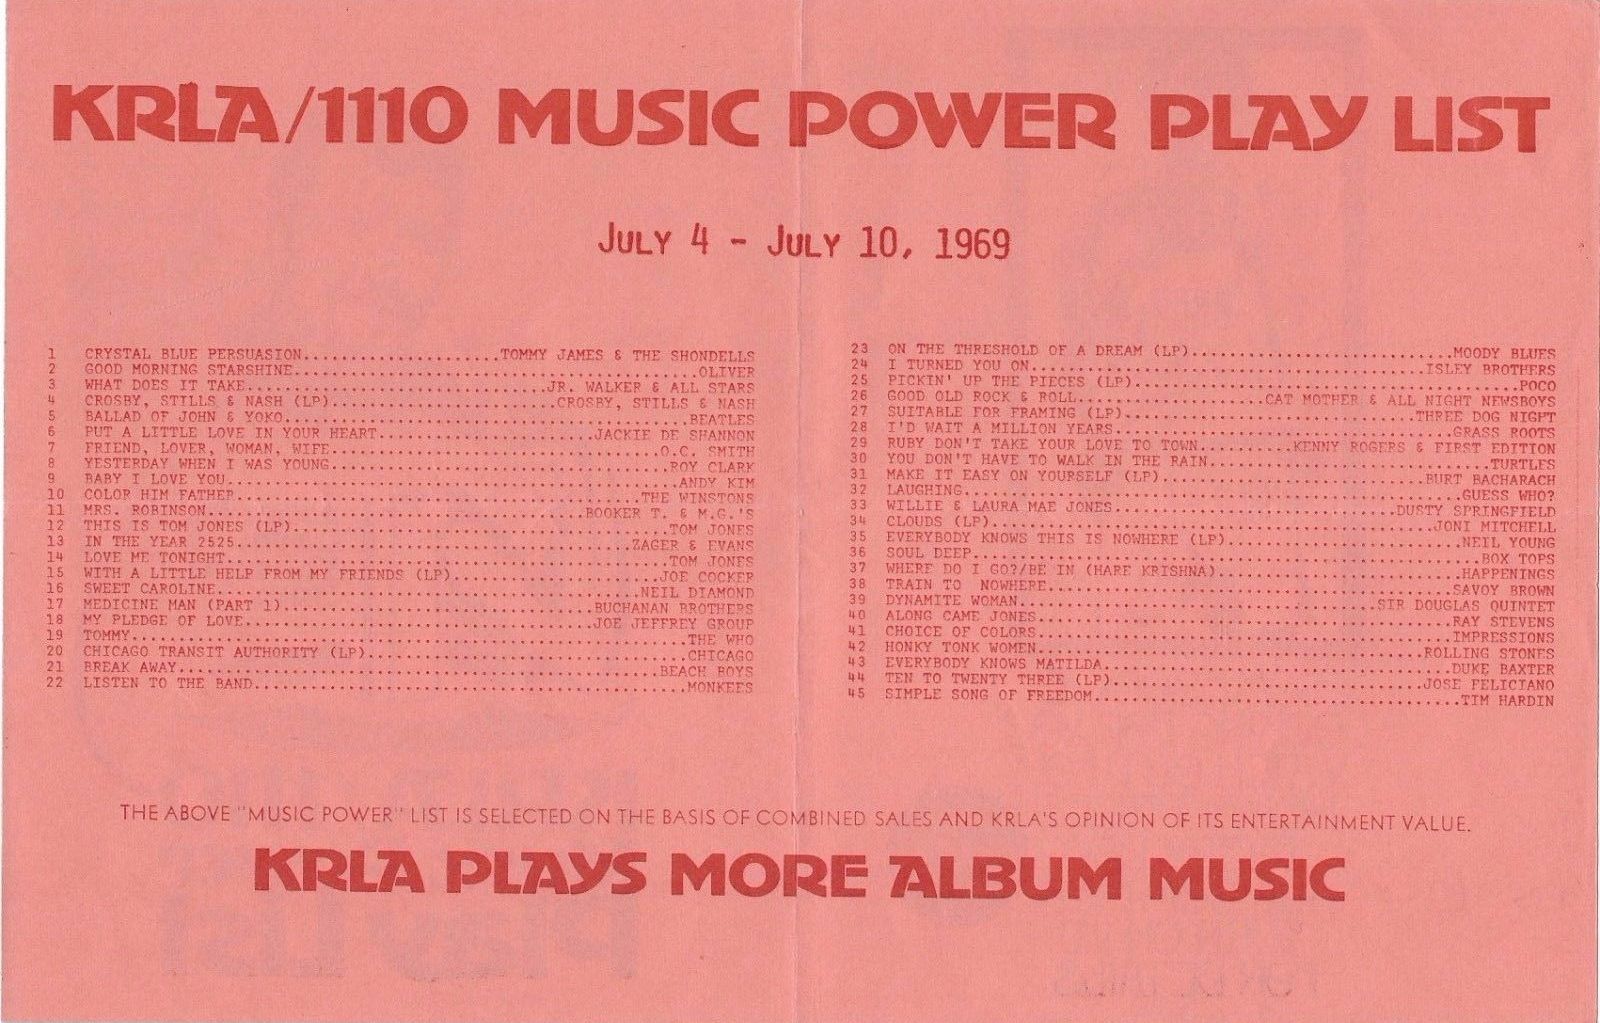 KRLA/1110 MUSIC POWER PLAY LIST
JULY 4 - JULY 10, 1969
1 CRYSTAL BLUE PERSUASION....................TOMMY JAMES & THE SHONDELLS
2 GOOD MORNING STARSHINE....................OLIVER
3 WHAT DOES IT TAKE....................JR. WALKER & ALL STARS
4 CROSBY, STILLS & NASH (LP)....................CROSBY, STILLS & NASH
5 BALLAD OF JOHN & YOKO....................BEATLES
6 PUT A LITTLE LOVE IN YOUR HEART....................JACKIE DE SHANNON
7 FRIEND, LOVER, WOMAN, WIFE....................O.C. SMITH
8 YESTERDAY WHEN I WAS YOUNG....................ROY CLARK
9 BABY I LOVE YOU....................ANDY KIM
10 COLOR HIM FATHER....................THE WINSTONS
11 MRS. ROBINSON....................BOOKER T. & M.G.'S
12 THIS IS TOM JONES (LP)....................TOM JONES
13 IN THE YEAR 2525....................ZAGER & EVANS
14 LOVE ME TONIGHT....................TOM JONES
15 WITH A LITTLE HELP FROM MY FRIENDS (LP)....................JOE COCKER
16 SWEET CAROLINE....................NEIL DIAMOND
17 MEDICINE MAN (PART 1)....................BUCHANAN BROTHERS
18 MY PLEDGE OF LOVE....................JOE JEFFREY GROUP
19 TOMMY....................THE WHO
20 CHICAGO TRANSIT AUTHORITY (LP)....................CHICAGO
21 BREAK AWAY....................BEACH BOYS
22 LISTEN TO THE BAND....................MONKEES
23 ON THE THRESHOLD OF A DREAM (LP)....................MOODY BLUES
24 I TURNED YOU ON....................ISLEY BROTHERS
25 PICKIN' UP THE PIECES (LP)....................POCO
26 GOOD OLD ROCK & ROLL....................CAT MOTHER & ALL NIGHT NEWSBOYS
27 SUITABLE FOR FRAMING (LP)....................THREE DOG NIGHT
28 I'D WAIT A MILLION YEARS....................GRASS ROOTS
29 RUBY DON'T TAKE YOUR LOVE TO TOWN..........KENNY ROGERS & FIRST EDITION
30 YOU DON'T HAVE TO WALK IN THE RAIN....................TURTLES
31 MAKE IT EASY ON YOURSELF (LP)....................BURT BACHARACH
32 LAUGHING....................GUESS WHO?
33 WILLIE & LAURA MAE JONES....................DUSTY SPRINGFIELD
34 CLOUDS (LP)....................JONI MITCHELL
35 EVERYBODY KNOWS THIS IS NOWHERE (LP)....................NEIL YOUNG
36 SOUL DEEP....................BOX TOPS
37 WHERE DO I GO?/BE IN (HARE KRISHNA)....................HAPPENINGS
38 TRAIN TO NOWHERE....................SAVOY BROWN
39 DYNAMITE WOMAN....................SIR DOUGLAS QUINTET
40 ALONG CAME JONES....................RAY STEVENS
41 CHOICE OF COLORS....................IMPRESSIONS
42 HONKY TONK WOMEN....................ROLLING STONES
43 EVERYBODY KNOWS MATILDA....................DUKE BAXTER
44 TEN TO TWENTY THREE (LP)....................JOSE FELICIANO
45 SIMPLE SONG OF FREEDOM....................TIM HARDIN
THE ABOVE "MUSIC POWER" LIST IS SELECTED ON THE BASIS OF COMBINED SALES AND KRLA'S OPINION OF ITS ENTERTAINMENT VALUE.
KRLA PLAYS MORE ALBUM MUSIC